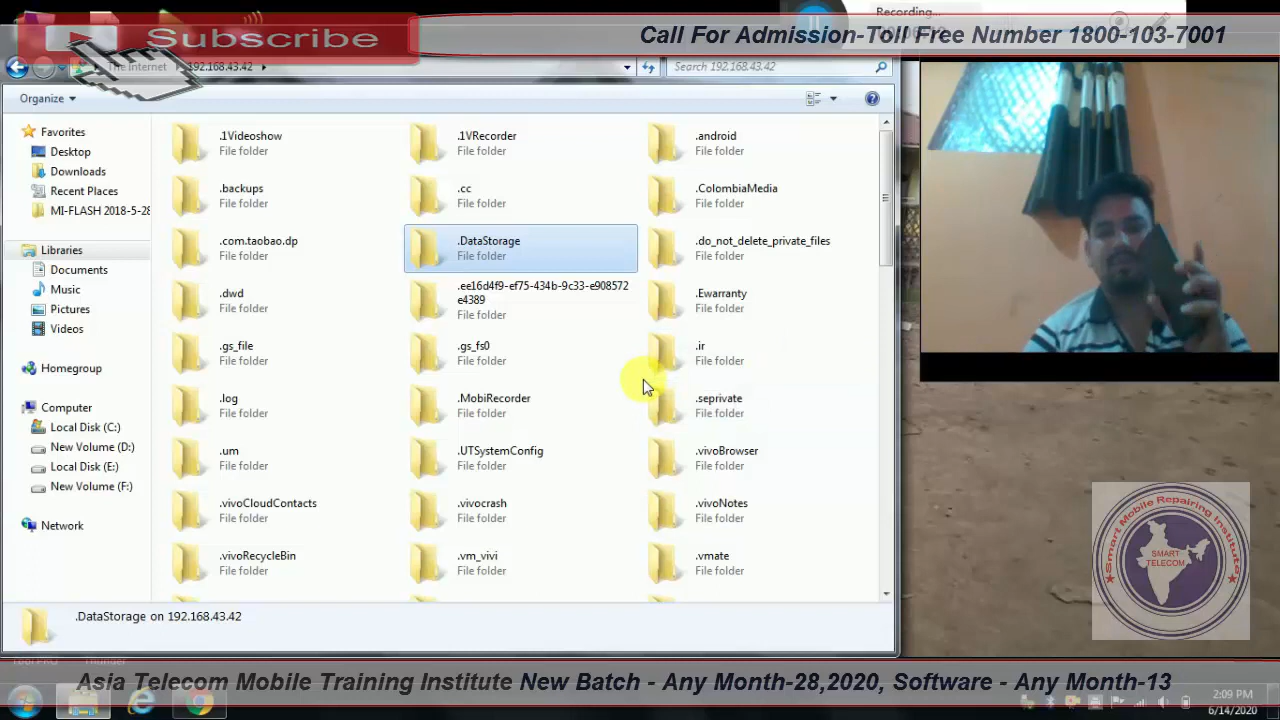 Recording...
Subscribe
Call For Admission-Toll Free Number 1800-103-7001
The Internet
192.168.43.42
Search 192.168.43.42
Organize
Favorites
Desktop
Downloads
Recent Places
MI-FLASH 2018-5-28
Libraries
Documents
Music
Pictures
Videos
Homegroup
Computer
Local Disk (C:)
New Volume (D:)
Local Disk (E:)
New Volume (F:)
Network
.1Videoshow
File folder
.1VRecorder
File folder
.android
File folder
.backups
File folder
.cc
File folder
.ColombiaMedia
File folder
.com.taobao.dp
File folder
.DataStorage
File folder
.do_not_delete_private_files
File folder
.dwd
File folder
.ee16d4f9-ef75-434b-9c33-e908572
e4389
File folder
.Ewarranty
File folder
.gs_file
File folder
.gs_fs0
File folder
.ir
File folder
.log
File folder
.MobiRecorder
File folder
.seprivate
File folder
.um
File folder
.UTSystemConfig
File folder
.vivoBrowser
File folder
.vivoCloudContacts
File folder
.vivocrash
File folder
.vivoNotes
File folder
.vivoRecycleBin
File folder
.vm_vivi
File folder
.vmate
File folder
.DataStorage on 192.168.43.42
Smart Mobile Repairing Institute
SMART
TELECOM
Asia Telecom Mobile Training Institute New Batch - Any Month-28,2020, Software - Any Month-13
2:09 PM
6/14/2020